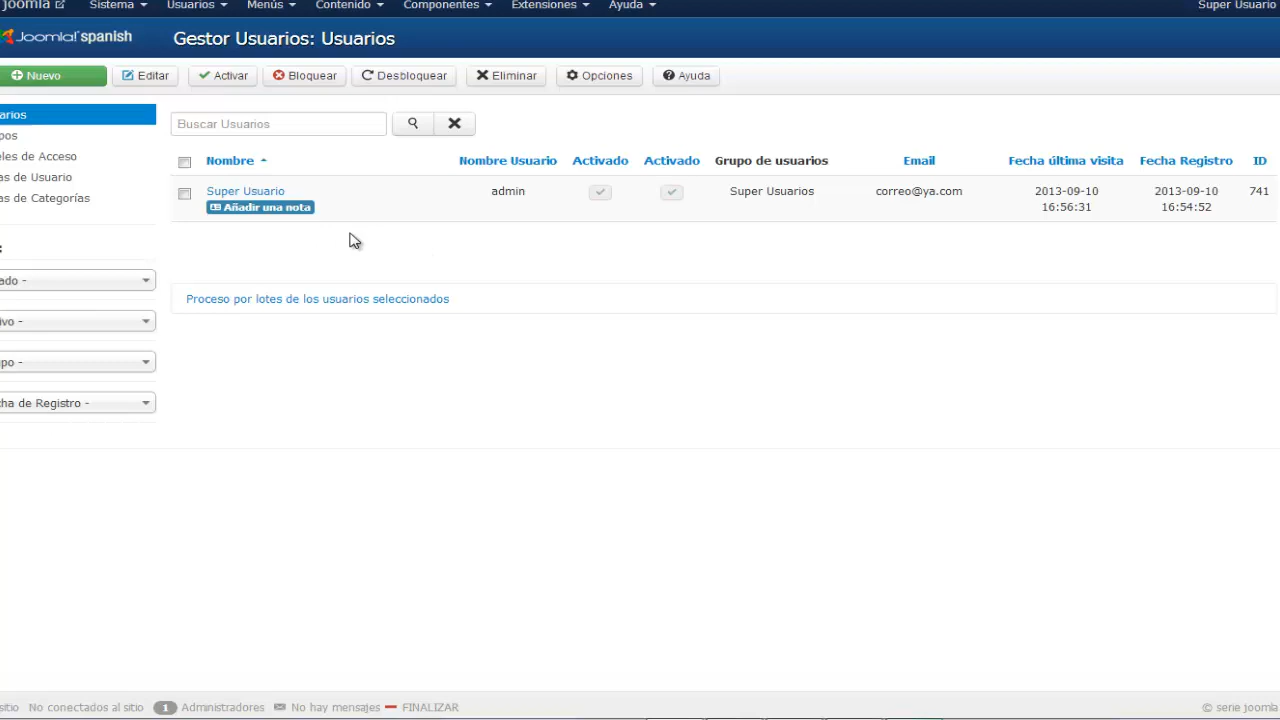 joomla Sistema Usuarios Menús Contenido Componentes Extensiones Ayuda Super Usuario
Joomla! spanish Gestor Usuarios: Usuarios
Nuevo Editar Activar Bloquear Desbloquear Eliminar Opciones Ayuda
arios
pos
les de Acceso
as de Usuario
as de Categorías
:
ado -
ivo -
upo -
cha de Registro -
Buscar Usuarios
Nombre Nombre Usuario Activado Activado Grupo de usuarios Email Fecha última visita Fecha Registro ID
Super Usuario admin Super Usuarios correo@ya.com 2013-09-10 2013-09-10 741
Añadir una nota 16:56:31 16:54:52
Proceso por lotes de los usuarios seleccionados
sitio No conectados al sitio 1 Administradores No hay mensajes FINALIZAR © serie joomla